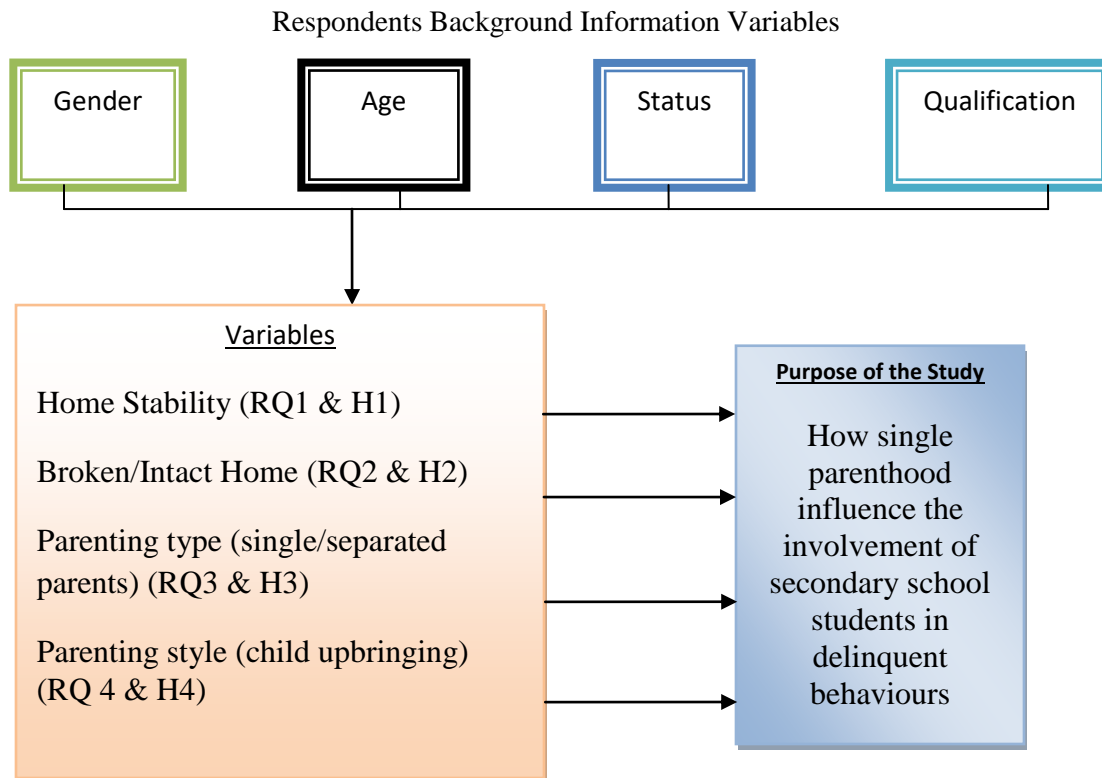 Respondents Background Information Variables
Gender
Age
Status
Qualification
Variables
Home Stability (RQ1 & H1)
Broken/Intact Home (RQ2 & H2)
Parenting type (single/separated
parents) (RQ3 & H3)
Parenting style (child upbringing)
(RQ 4 & H4)
Purpose of the Study
How single
parenthood
influence the
involvement of
secondary school
students in
delinquent
behaviours